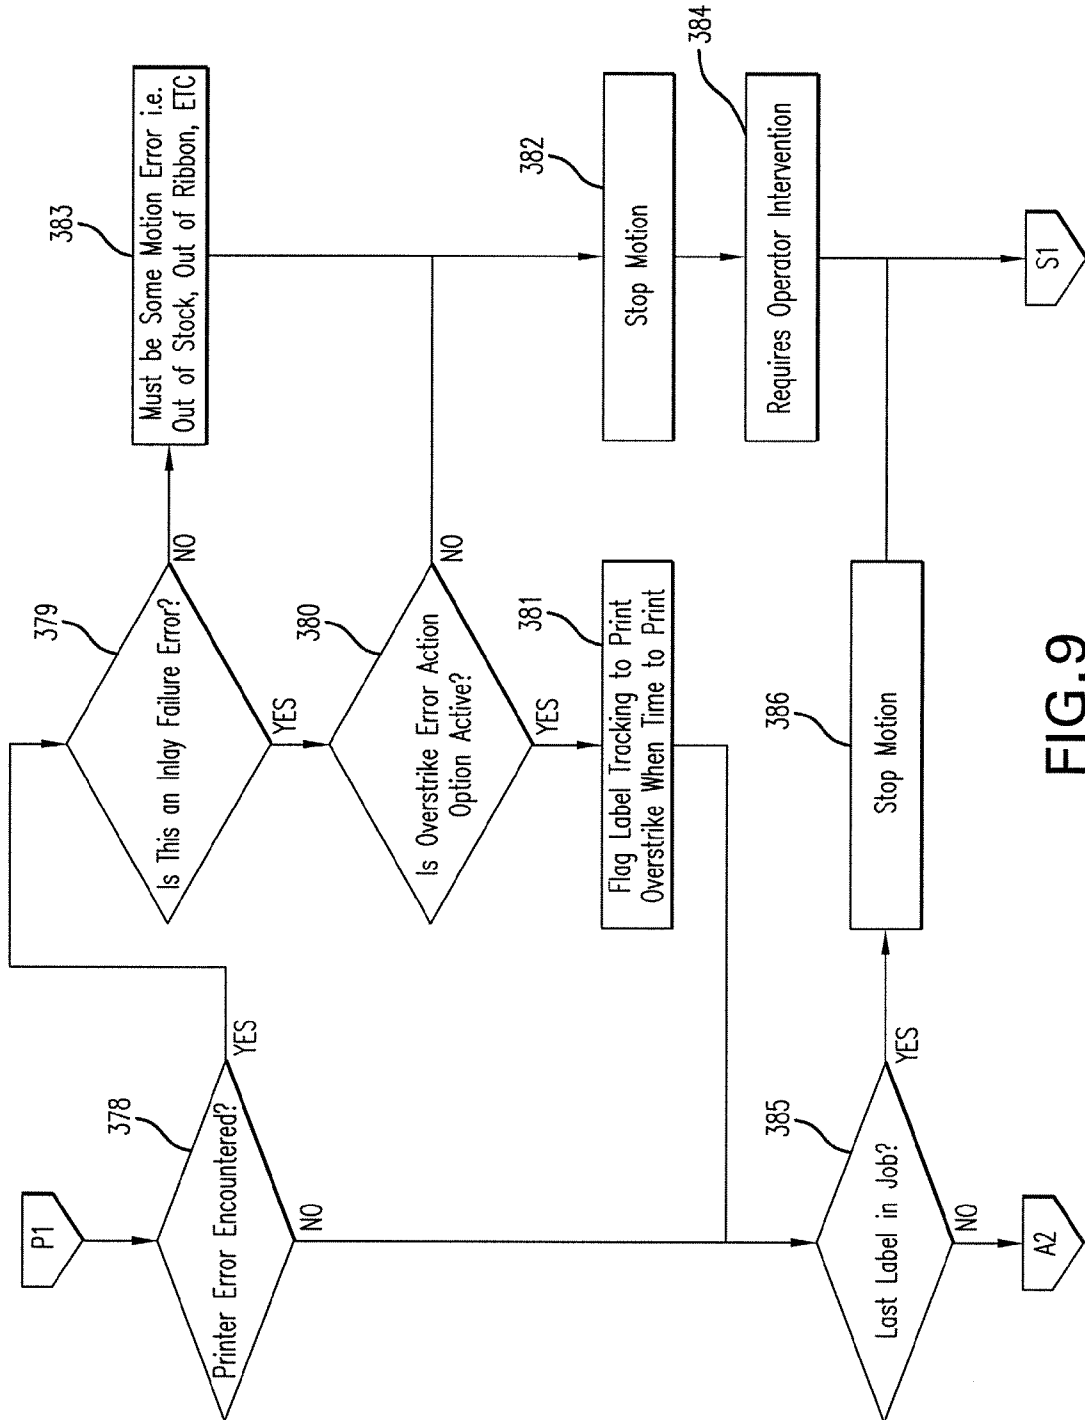 P1
378
Printer Error Encountered?
YES
NO
379
Is This an Inlay Failure Error?
NO
YES
383
Must be Some Motion Error i.e.
Out of Stock, Out of Ribbon, ETC
380
Is Overstrike Error Action
Option Active?
NO
YES
381
Flag Label Tracking to Print
Overstrike When Time to Print
382
Stop Motion
384
Requires Operator Intervention
385
Last Label in Job?
YES
NO
386
Stop Motion
A2
S1
FIG.9